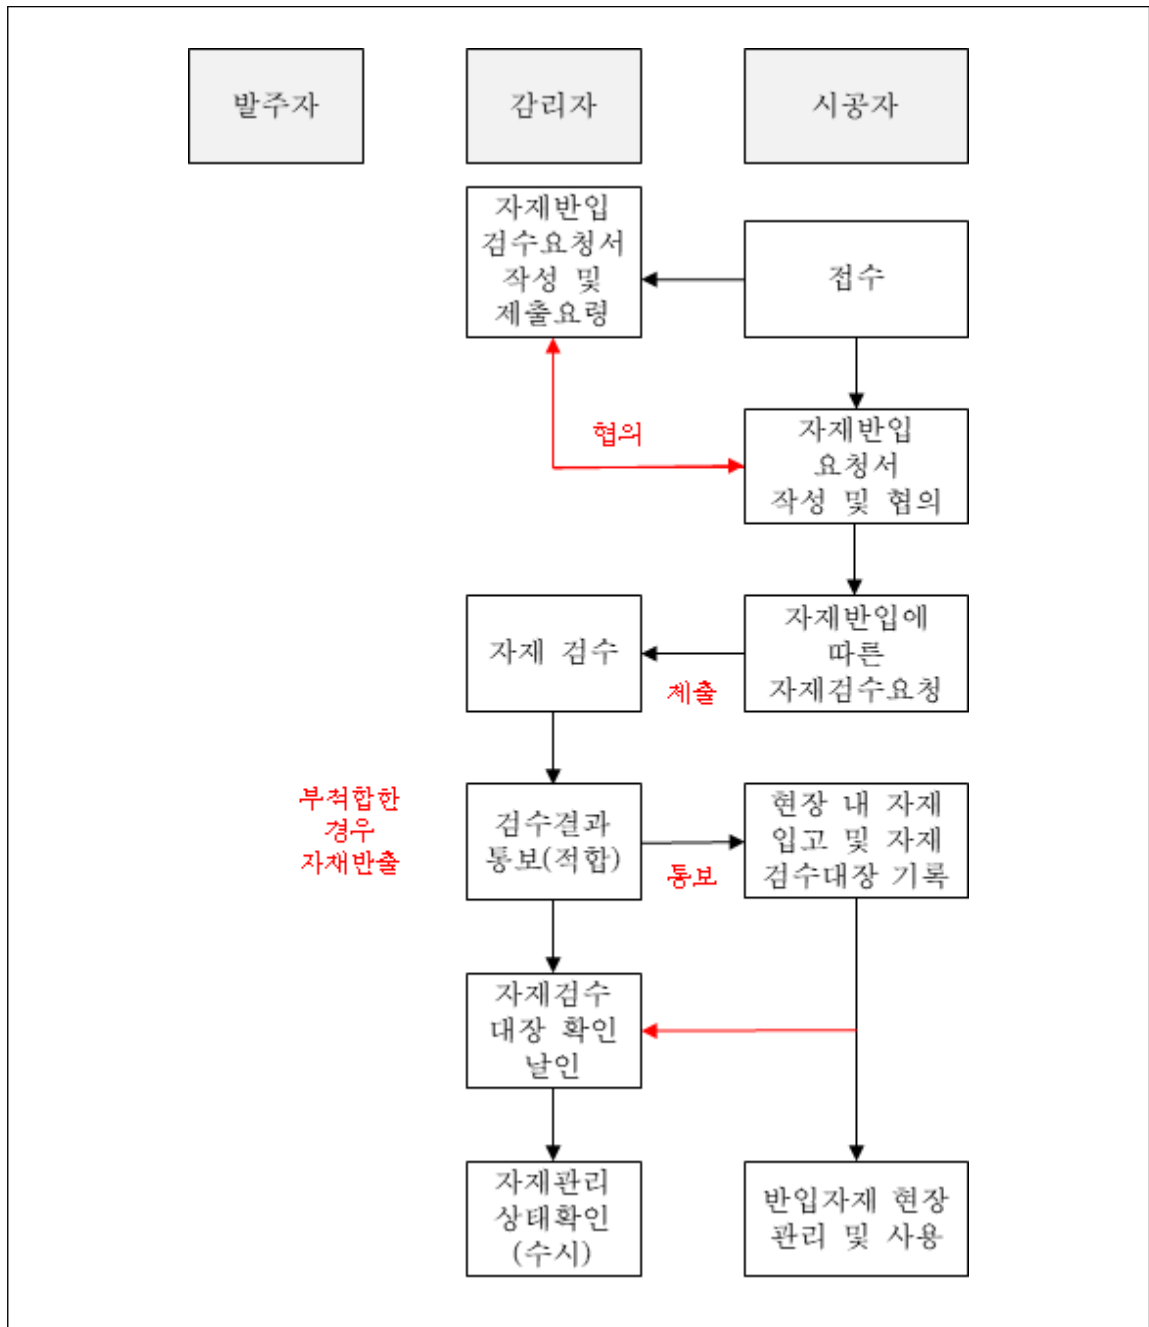 발주자
감리자
시공자
자재반입
검수요청서
작성 및
제출요령
접수
협의
자재반입
요청서
작성 및 협의
자재 검수
제출
자재반입에
따른
자재검수요청
부적합한
경우
자재반출
검수결과
통보(적합)
통보
현장 내 자재
입고 및 자재
검수대장 기록
자재검수
대장 확인
날인
자재관리
상태확인
(수시)
반입자재 현장
관리 및 사용